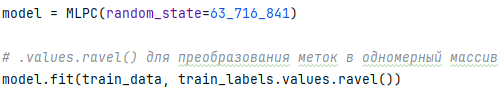 model = MLPC(random_state=63_716_841)
# .values.ravel() для преобразования меток в одномерный массив
model.fit(train_data, train_labels.values.ravel())